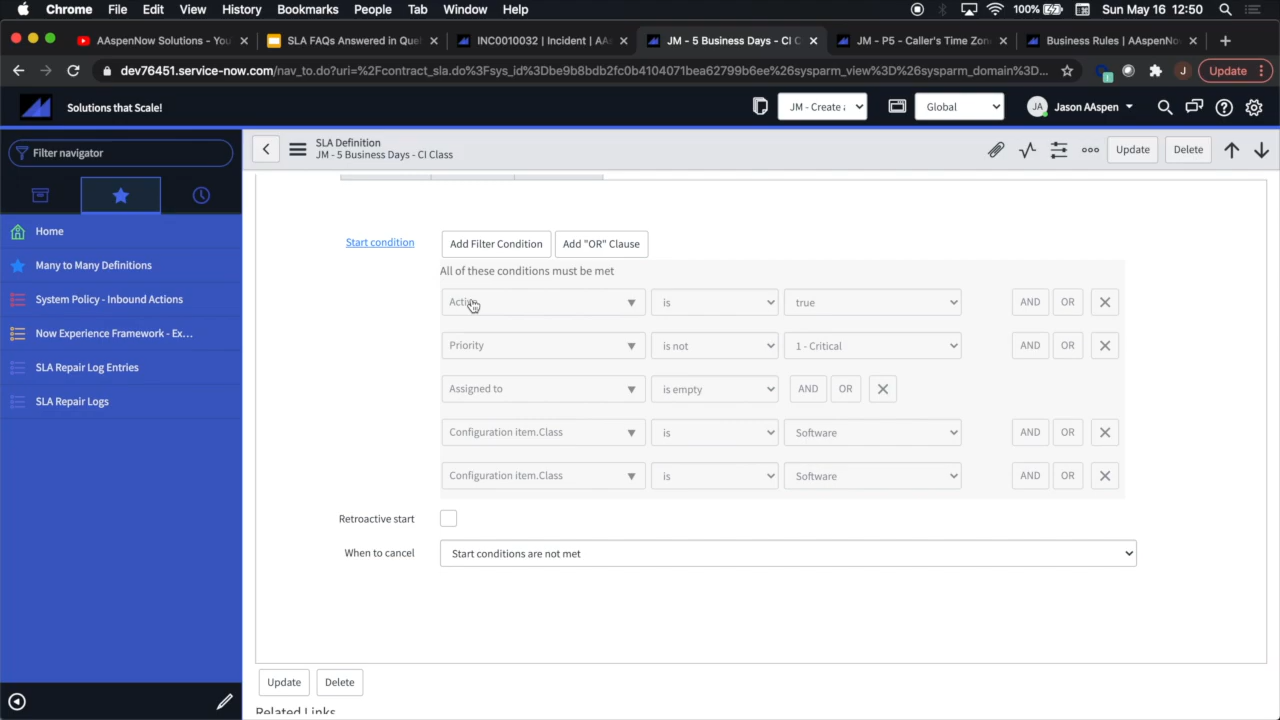 Chrome File Edit View History Bookmarks People Tab Window Help 100% Sun May 16 12:50
AAspenNow Solutions - You
SLA FAQs Answered in Que
INC0010032 | Incident | AA
JM - 5 Business Days - CI C
JM - P5 - Caller's Time Zon
Business Rules | AAspenNo
dev76451.service-now.com/nav_to.do?uri=%2Fcontract_sla.do%3Fsys_id%3Dbe9b8bdb2fc0b4104071bea62799b6ee%26sysparm_view%3D%26sysparm_domain%3D...
J
Update
Solutions that Scale!
JM - Create a
Global
JA
Jason AAspen
Filter navigator
SLA Definition
JM - 5 Business Days - CI Class
Update
Delete
Home
Many to Many Definitions
System Policy - Inbound Actions
Now Experience Framework - Ex...
SLA Repair Log Entries
SLA Repair Logs
Start condition
Add Filter Condition
Add "OR" Clause
All of these conditions must be met
is true AND OR
Priority is not 1 - Critical AND OR
Assigned to is empty AND OR
Configuration item.Class is Software AND OR
Configuration item.Class is Software AND OR
Retroactive start
When to cancel
Start conditions are not met
Update
Delete
Related Links